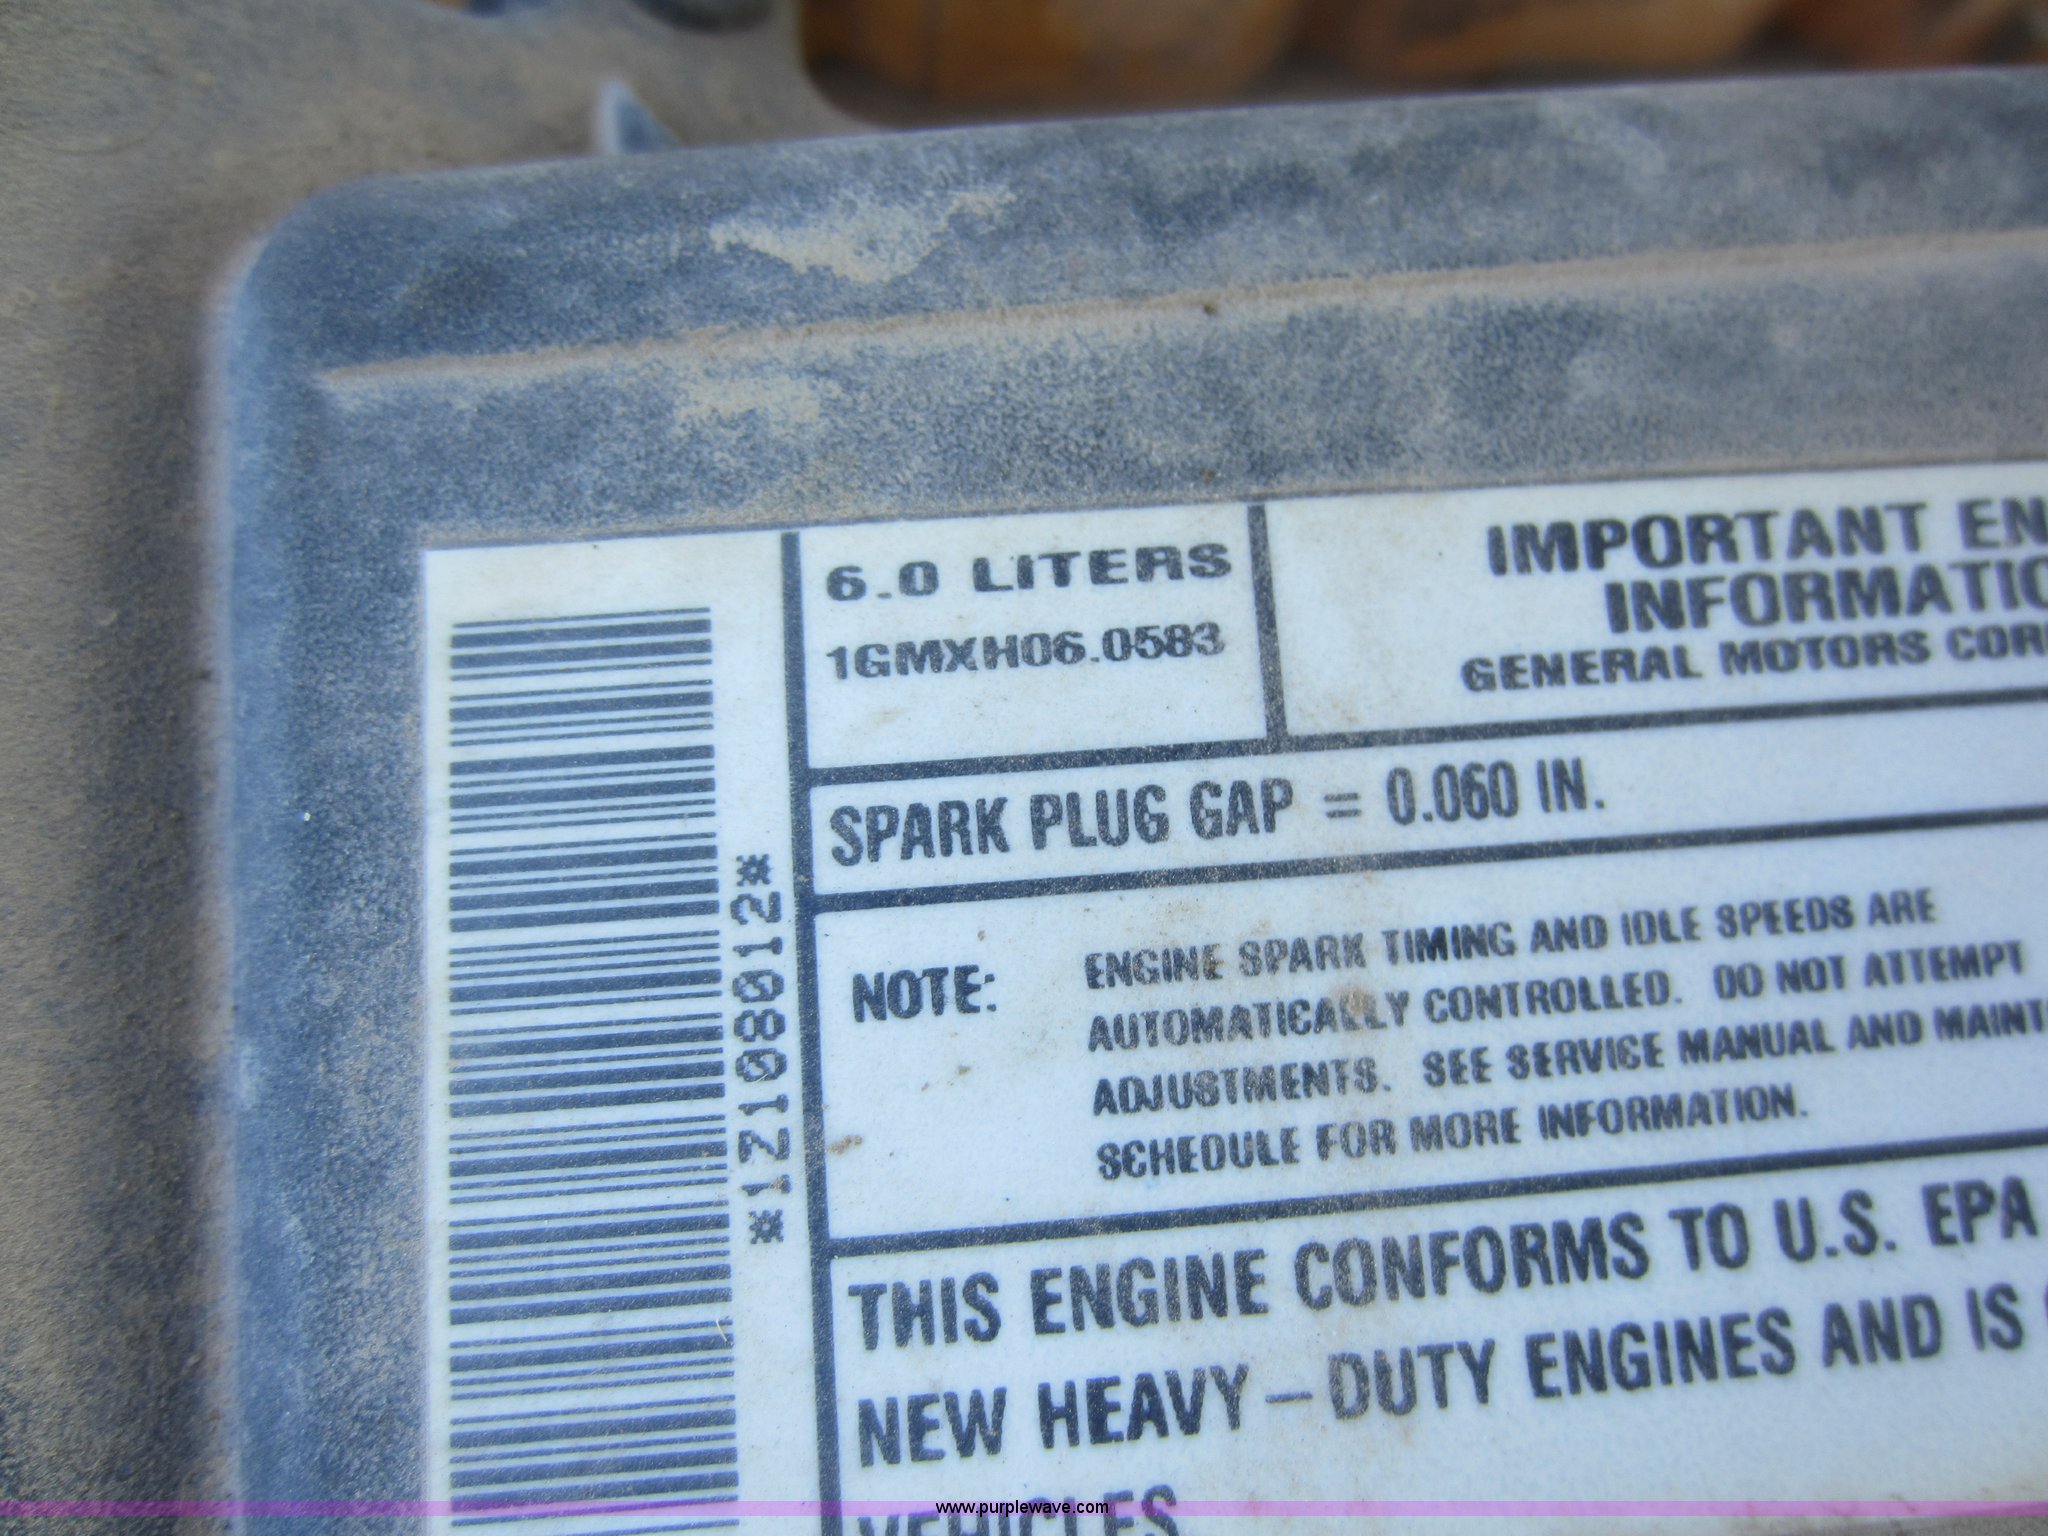 6.0 LITERS
1GMXH06.0583
IMPORTANT EN
INFORMATIO
GENERAL MOTORS COR
SPARK PLUG GAP = 0.060 IN.
NOTE: ENGINE SPARK TIMING AND IDLE SPEEDS ARE
AUTOMATICALLY CONTROLLED. DO NOT ATTEMPT
ADJUSTMENTS. SEE SERVICE MANUAL AND MAINT
SCHEDULE FOR MORE INFORMATION.
THIS ENGINE CONFORMS TO U.S. EPA
NEW HEAVY-DUTY ENGINES AND IS
VEHICLES
*1Z1088012*
www.purplewave.com